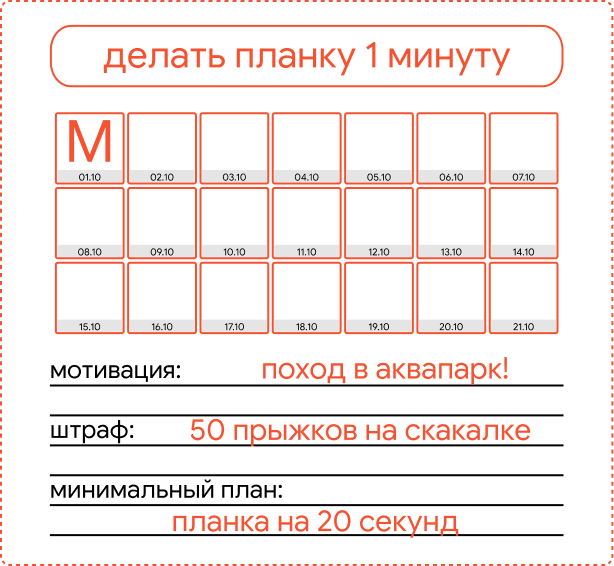 делать планку 1 минуту
М
01.10 02.10 03.10 04.10 05.10 06.10 07.10
08.10 09.10 10.10 11.10 12.10 13.10 14.10
15.10 16.10 17.10 18.10 19.10 20.10 21.10
мотивация: поход в аквапарк!
штраф: 50 прыжков на скакалке
минимальный план:
планка на 20 секунд